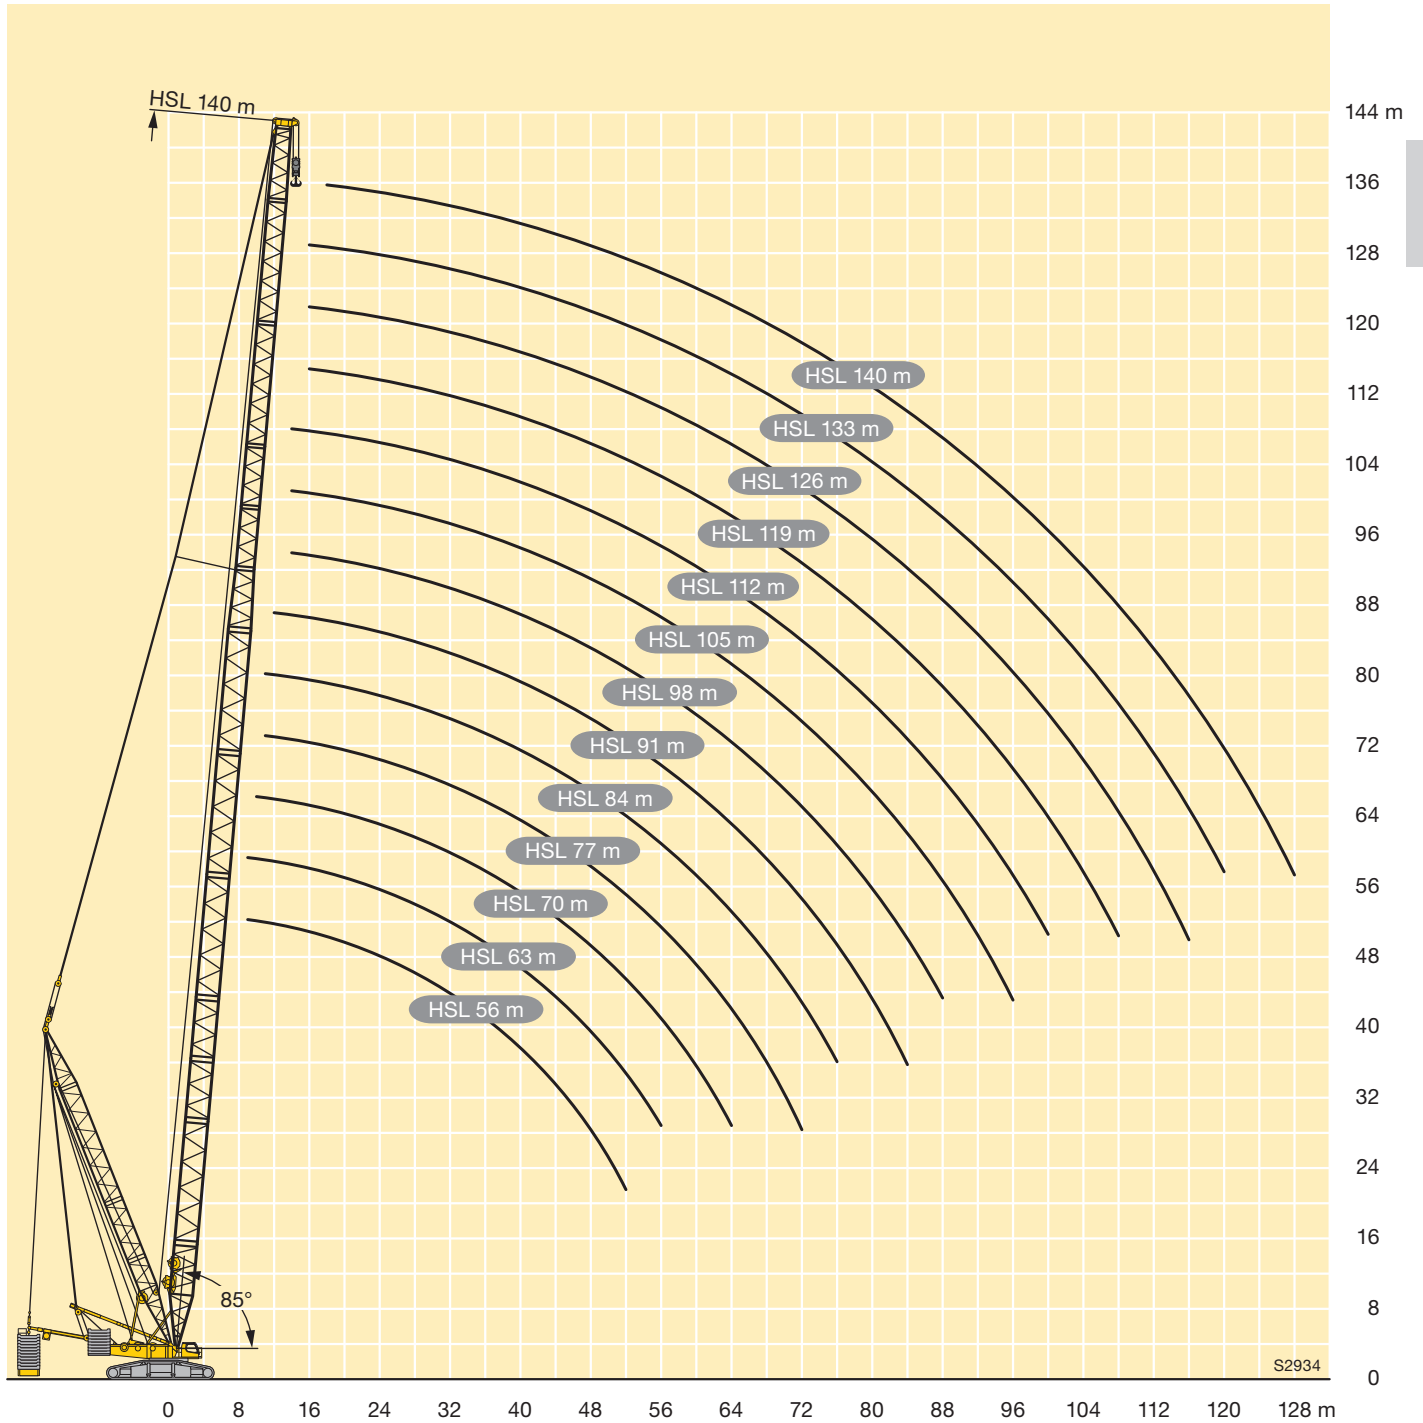 HSL 140 m
144 m
136
128
120
HSL 140 m
112
HSL 133 m
104
HSL 126 m
HSL 119 m
96
HSL 112 m
88
HSL 105 m
80
HSL 98 m
HSL 91 m
72
HSL 84 m
64
HSL 77 m
HSL 70 m
56
HSL 63 m
48
HSL 56 m
40
32
24
16
85°
8
S2934
0
0 8 16 24 32 40 48 56 64 72 80 88 96 104 112 120 128 m